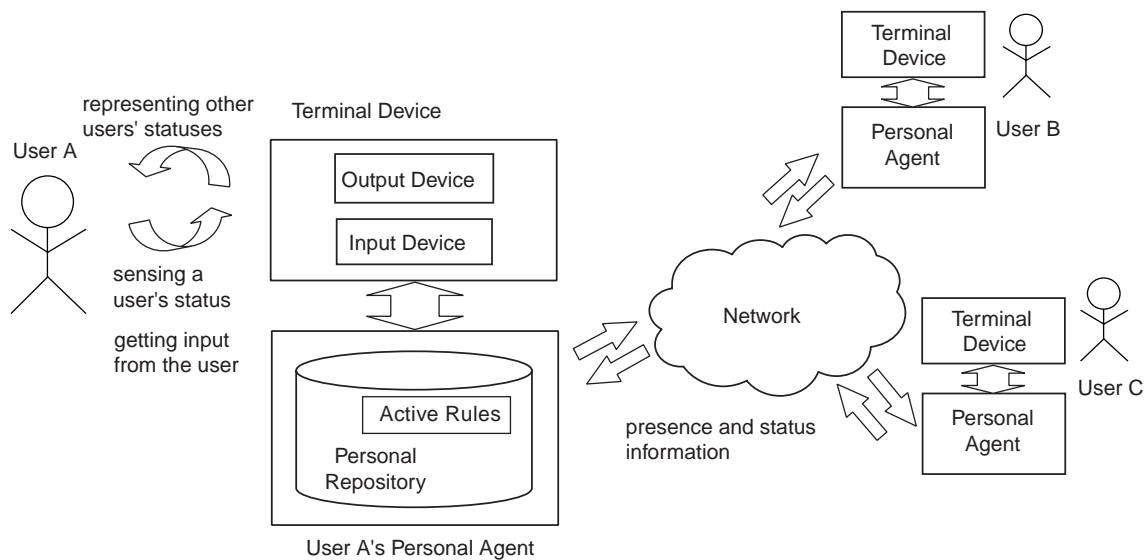 representing other
users' statuses
User A
sensing a
user's status
getting input
from the user
Terminal Device
Output Device
Input Device
Active Rules
Personal
Repository
User A's Personal Agent
Network
presence and status
information
Terminal
Device
Personal
Agent
User B
Terminal
Device
Personal
Agent
User C